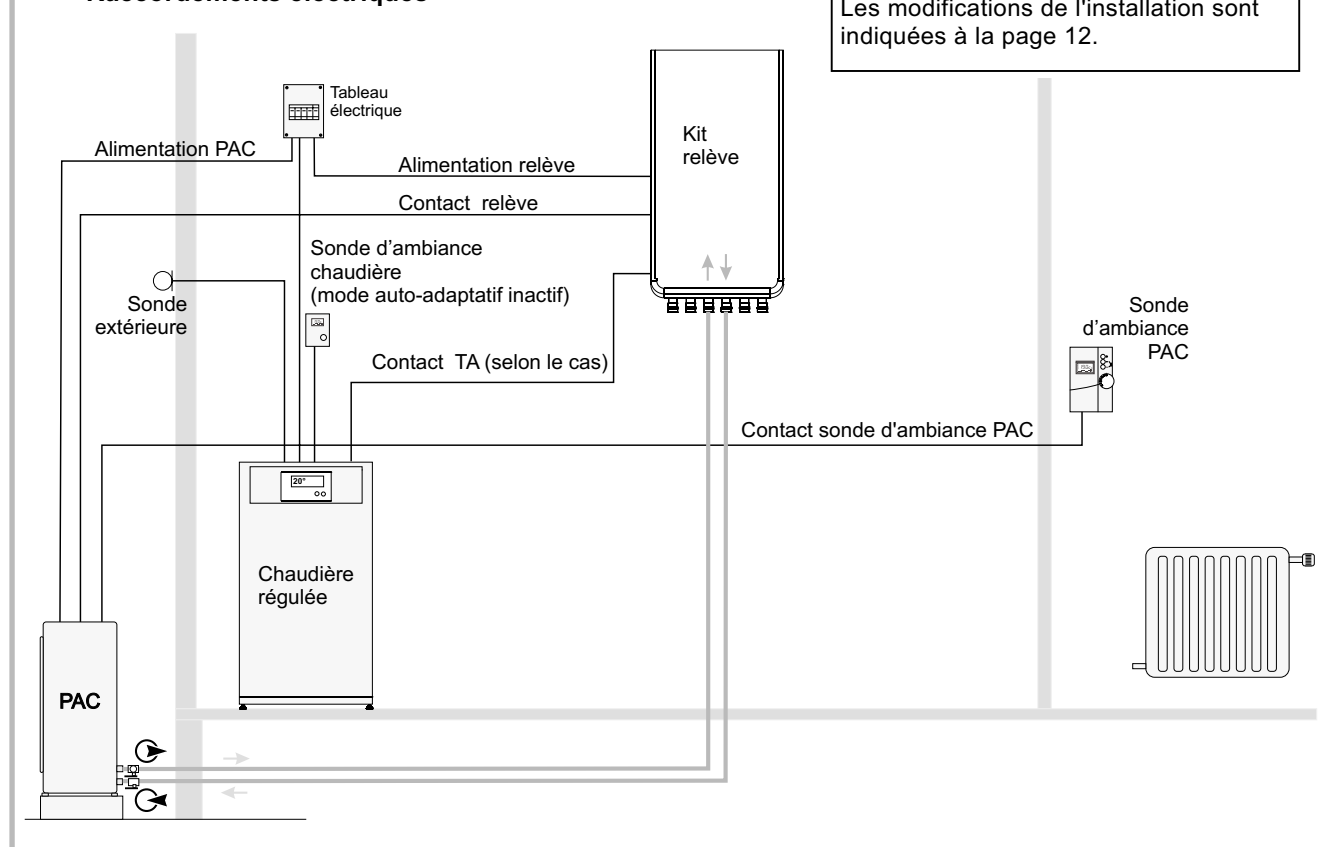 Raccordements électriques
Les modifications de l'installation sont
indiquées à la page 12.
Tableau
électrique
Kit
relève
Alimentation PAC
Alimentation relève
Contact relève
Sonde d'ambiance
chaudière
(mode auto-adaptatif inactif)
Sonde
extérieure
Sonde
d'ambiance
PAC
Contact TA (selon le cas)
Contact sonde d'ambiance PAC
20°
Chaudière
régulée
PAC